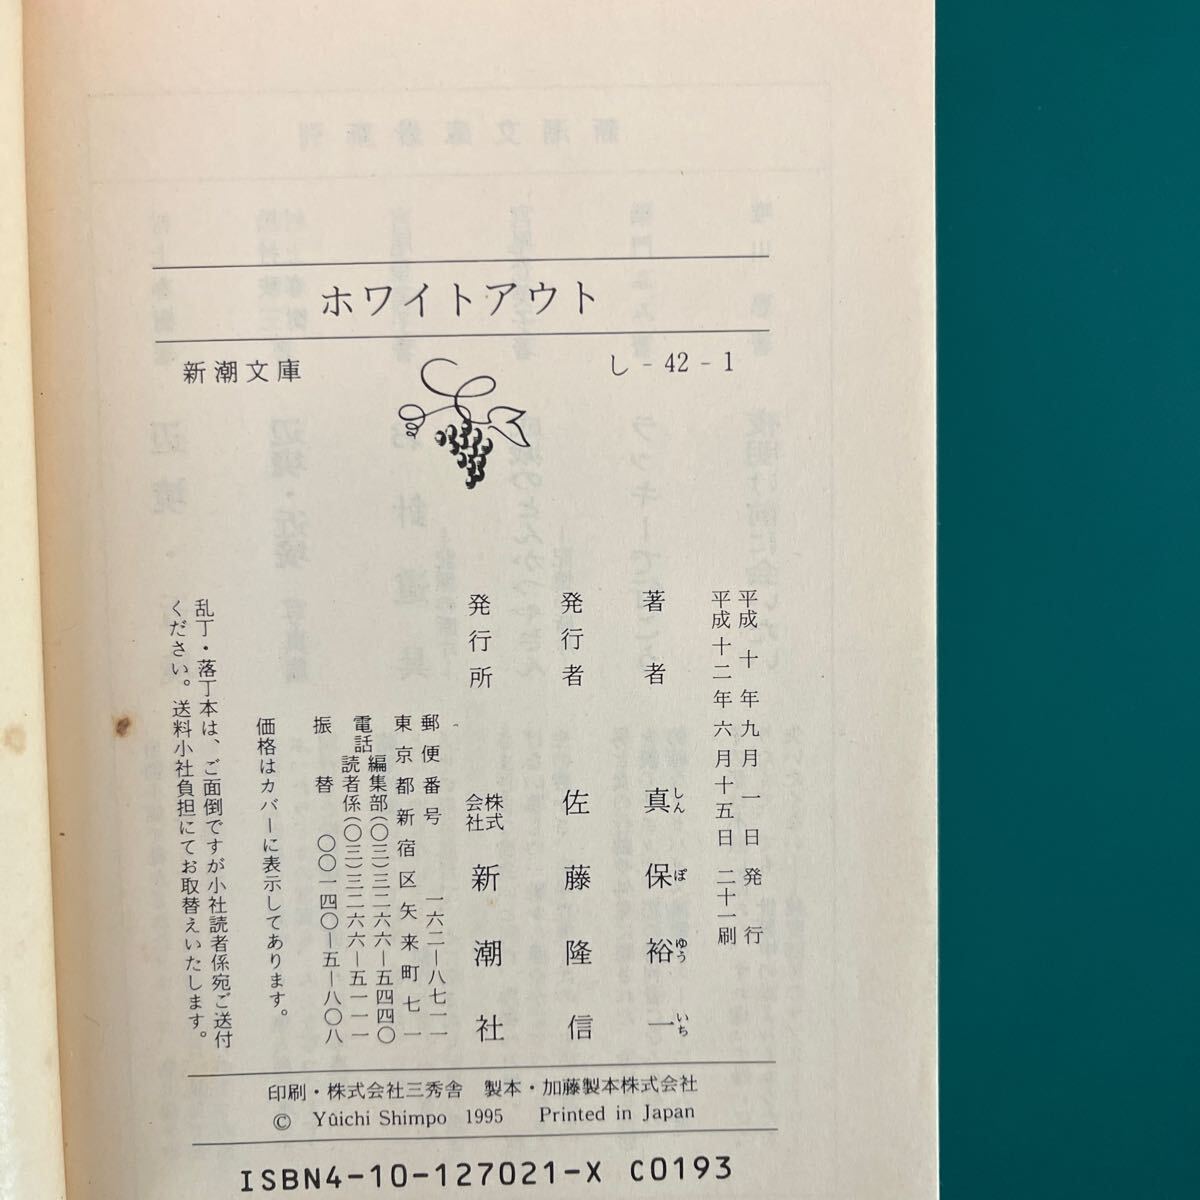 ホワイトアウト
新潮文庫 し-42-1
平成十年九月一日発行
平成十二年六月十五日二十一刷
著者 真保裕一
しんぽゆういち
発行者 佐藤隆信
発行所 株式会社 新潮社
郵便番号 一六二―八七一一
東京都新宿区矢来町七一
電話 編集部(〇三)三二六六―五四四〇
読者係(〇三)三二六六―五一一一
振替 〇〇一四〇―五―八〇八
価格はカバーに表示してあります。
乱丁・落丁本は、ご面倒ですが小社読者係宛ご送付
ください。送料小社負担にてお取替えいたします。
印刷・株式会社三秀舎 製本・加藤製本株式会社
© Yûichi Shimpo 1995 Printed in Japan
ISBN4-10-127021-X C0193